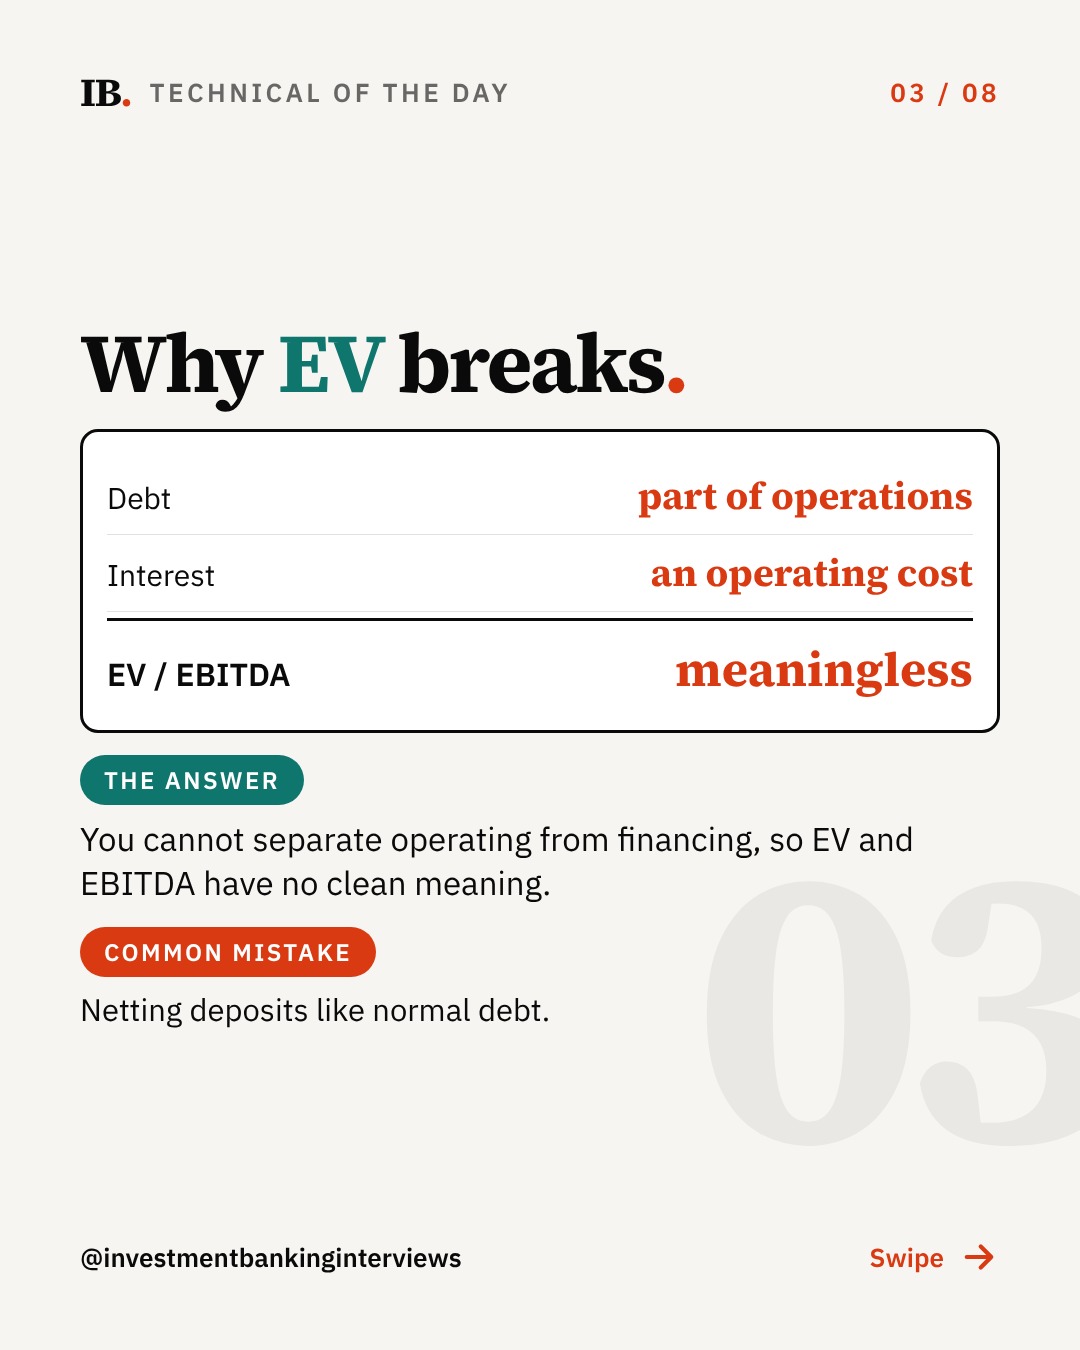 IB. TECHNICAL OF THE DAY
03 / 08
Why EV breaks.
Debt part of operations
Interest an operating cost
EV / EBITDA meaningless
THE ANSWER
You cannot separate operating from financing, so EV and
EBITDA have no clean meaning.
COMMON MISTAKE
Netting deposits like normal debt.
03
@investmentbankinginterviews
Swipe →